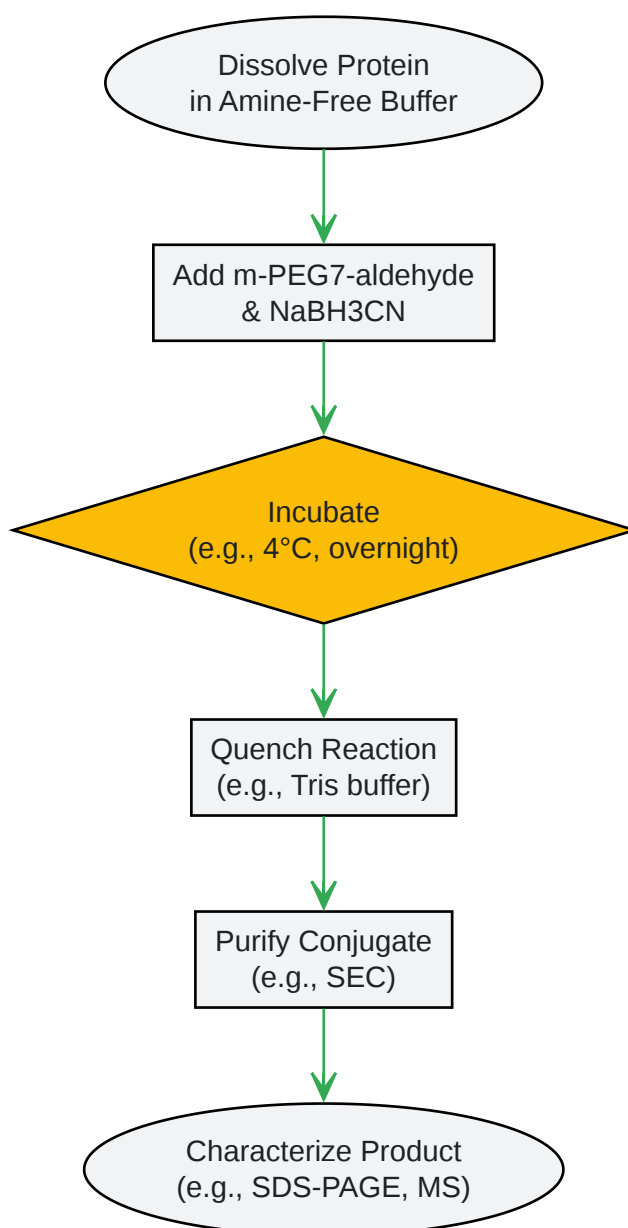 Dissolve Protein
in Amine-Free Buffer
Add m-PEG7-aldehyde
& NaBH3CN
Incubate
(e.g., 4°C, overnight)
Quench Reaction
(e.g., Tris buffer)
Purify Conjugate
(e.g., SEC)
Characterize Product
(e.g., SDS-PAGE, MS)